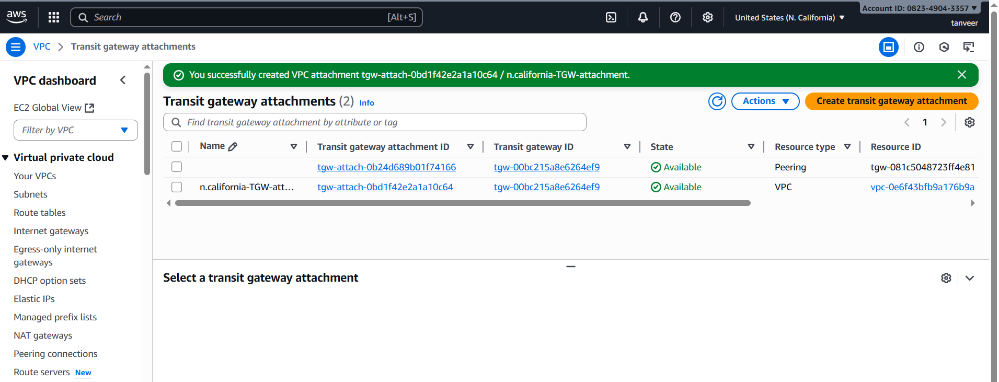 aws
Search
[Alt+S]
United States (N. California)
Account ID: 0823-4904-3357
tanveer
VPC
Transit gateway attachments
VPC dashboard
EC2 Global View
Filter by VPC
Virtual private cloud
Your VPCs
Subnets
Route tables
Internet gateways
Egress-only internet
gateways
DHCP option sets
Elastic IPs
Managed prefix lists
NAT gateways
Peering connections
Route servers New
You successfully created VPC attachment tgw-attach-0bd1f42e2a1a10c64 / n.california-TGW-attachment.
Transit gateway attachments (2) Info
Actions
Create transit gateway attachment
Find transit gateway attachment by attribute or tag
1
Name Transit gateway attachment ID Transit gateway ID State Resource type Resource ID
tgw-attach-0b24d689b01f74166 tgw-00bc215a8e6264ef9 Available Peering tgw-081c5048723ff4e81
n.california-TGW-att... tgw-attach-0bd1f42e2a1a10c64 tgw-00bc215a8e6264ef9 Available VPC vpc-0e6f43bfb9a176b9a
Select a transit gateway attachment